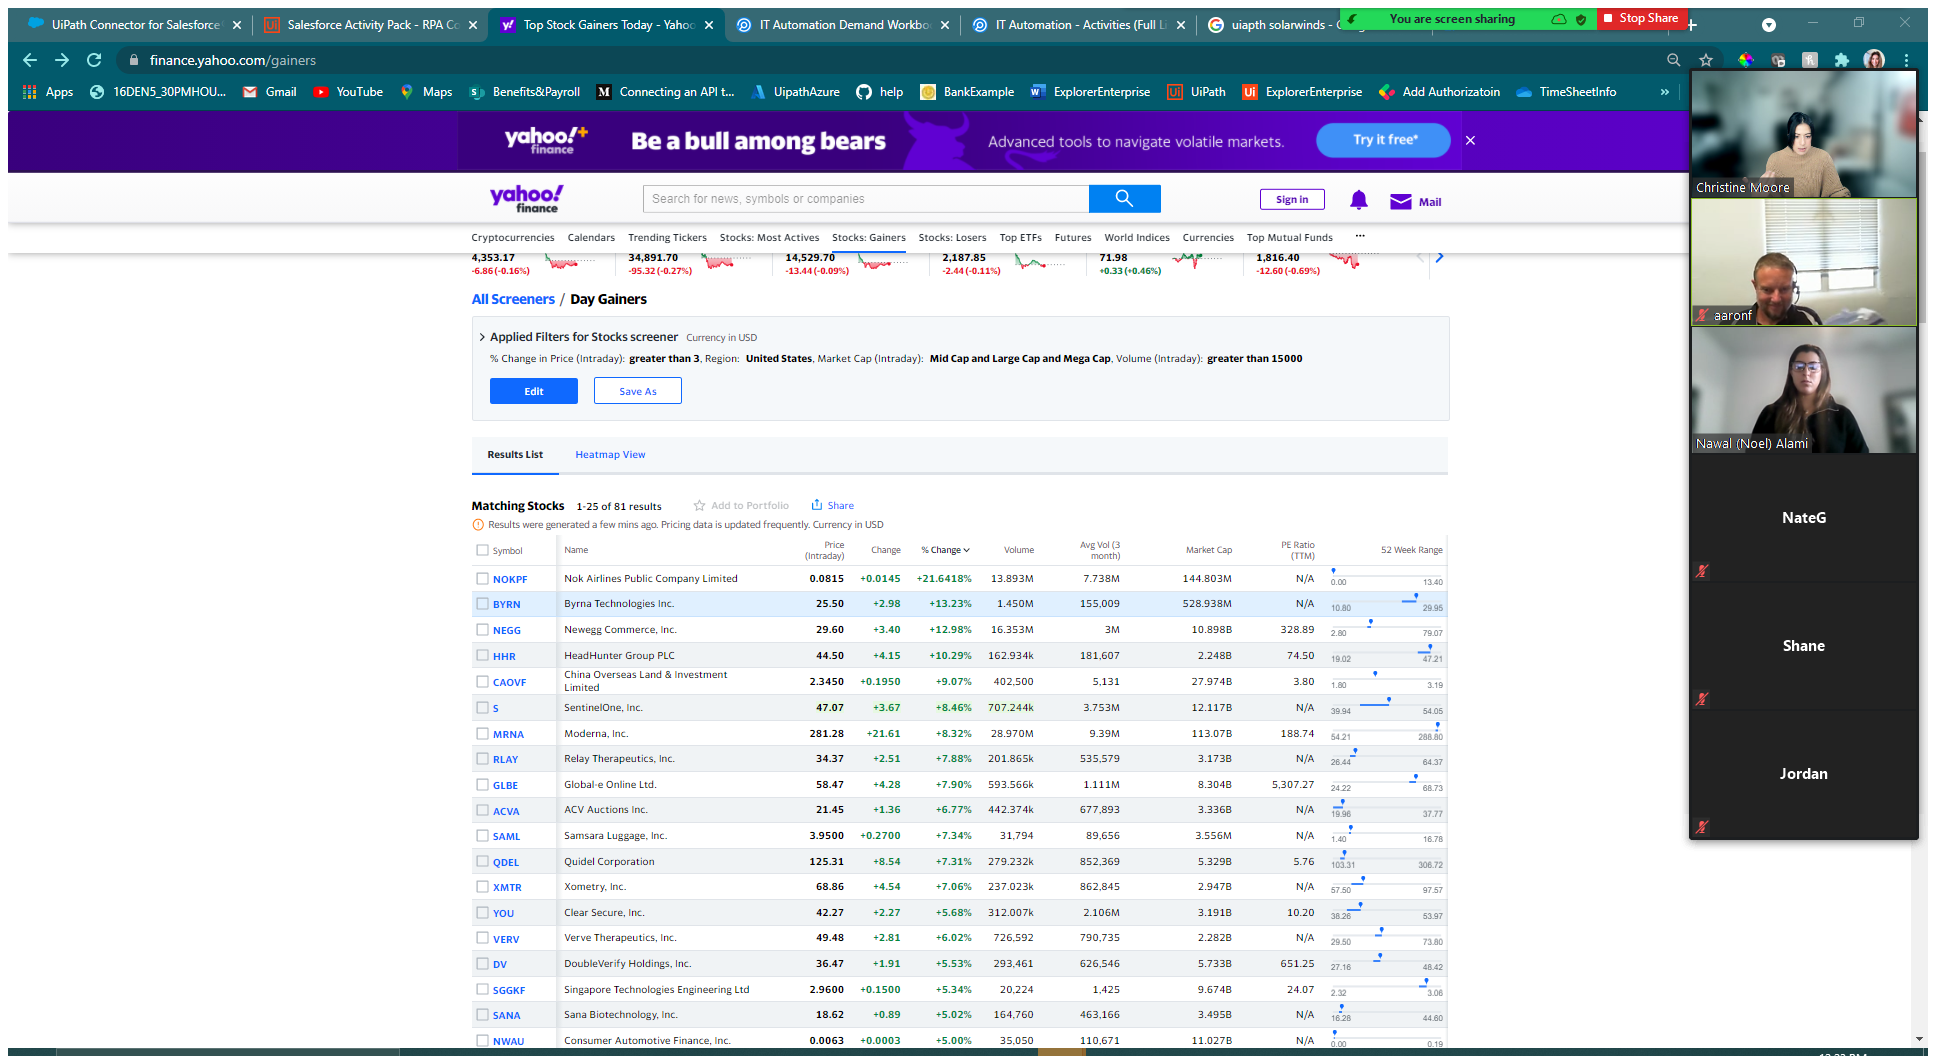 UiPath Connector for Salesforce
Salesforce Activity Pack - RPA Co
Top Stock Gainers Today - Yahoo
IT Automation Demand Workbo
IT Automation - Activities (Full Li
uiapth solarwinds - G
You are screen sharing
Stop Share
finance.yahoo.com/gainers
Apps 16DEN5_30PMHOU... Gmail YouTube Maps Benefits&Payroll Connecting an API t... UipathAzure help BankExample ExplorerEnterprise UiPath ExplorerEnterprise Add Authorizatoin TimeSheetInfo »
yahoo!+ finance
Be a bull among bears
Advanced tools to navigate volatile markets.
Try it free*
yahoo! finance
Search for news, symbols or companies
Sign in
Mail
Cryptocurrencies Calendars Trending Tickers Stocks: Most Actives Stocks: Gainers Stocks: Losers Top ETFs Futures World Indices Currencies Top Mutual Funds ...
4,353.17 34,891.70 14,529.70 2,187.85 71.98 1,816.40
-6.86 (-0.16%) -95.32 (-0.27%) -13.44 (-0.09%) -2.44 (-0.11%) +0.33 (+0.46%) -12.60 (-0.69%)
All Screeners / Day Gainers
Applied Filters for Stocks screener Currency in USD
% Change in Price (Intraday): greater than 3, Region: United States, Market Cap (Intraday): Mid Cap and Large Cap and Mega Cap, Volume (Intraday): greater than 15000
Edit Save As
Results List Heatmap View
Matching Stocks 1-25 of 81 results Add to Portfolio Share
Results were generated a few mins ago. Pricing data is updated frequently. Currency in USD
Symbol Name Price (Intraday) Change % Change Volume Avg Vol (3 month) Market Cap PE Ratio (TTM) 52 Week Range
NOKPF Nok Airlines Public Company Limited 0.0815 +0.0145 +21.6418% 13.893M 7.738M 144.803M N/A 0.00 13.40
BYRN Byrna Technologies Inc. 25.50 +2.98 +13.23% 1.450M 155,009 528.938M N/A 10.80 29.95
NEGG Newegg Commerce, Inc. 29.60 +3.40 +12.98% 16.353M 3M 10.898B 328.89 2.80 79.07
HHR HeadHunter Group PLC 44.50 +4.15 +10.29% 162.934k 181,607 2.248B 74.50 19.02 47.21
CAOVF China Overseas Land & Investment Limited 2.3450 +0.1950 +9.07% 402,500 5,131 27.974B 3.80 1.80 3.19
S SentinelOne, Inc. 47.07 +3.67 +8.46% 707.244k 3.753M 12.117B N/A 39.94 54.05
MRNA Moderna, Inc. 281.28 +21.61 +8.32% 28.970M 9.39M 113.07B 188.74 54.21 288.80
RLAY Relay Therapeutics, Inc. 34.37 +2.51 +7.88% 201.865k 535,579 3.173B N/A 26.44 64.37
GLBE Global-e Online Ltd. 58.47 +4.28 +7.90% 593.566k 1.111M 8.304B 5,307.27 24.22 68.73
ACVA ACV Auctions Inc. 21.45 +1.36 +6.77% 442.374k 677,893 3.336B N/A 19.96 37.77
SAML Samsara Luggage, Inc. 3.9500 +0.2700 +7.34% 31,794 89,656 3.556M N/A 1.40 16.78
QDEL Quidel Corporation 125.31 +8.54 +7.31% 279.232k 852,369 5.329B 5.76 103.31 306.72
XMTR Xometry, Inc. 68.86 +4.54 +7.06% 237.023k 862,845 2.947B N/A 57.50 97.57
YOU Clear Secure, Inc. 42.27 +2.27 +5.68% 312.007k 2.106M 3.191B 10.20 38.26 53.97
VERV Verve Therapeutics, Inc. 49.48 +2.81 +6.02% 726,592 790,735 2.282B N/A 29.50 73.80
DV DoubleVerify Holdings, Inc. 36.47 +1.91 +5.53% 293,461 626,546 5.733B 651.25 27.16 48.42
SGGKF Singapore Technologies Engineering Ltd 2.9600 +0.1500 +5.34% 20,224 1,425 9.674B 24.07 2.32 3.06
SANA Sana Biotechnology, Inc. 18.62 +0.89 +5.02% 164,760 463,166 3.495B N/A 16.28 44.60
NWAU Consumer Automotive Finance, Inc. 0.0063 +0.0003 +5.00% 35,050 110,671 11.027B N/A 0.00 0.19
Christine Moore
aaronf
Nawal (Noel) Alami
NateG
Shane
Jordan